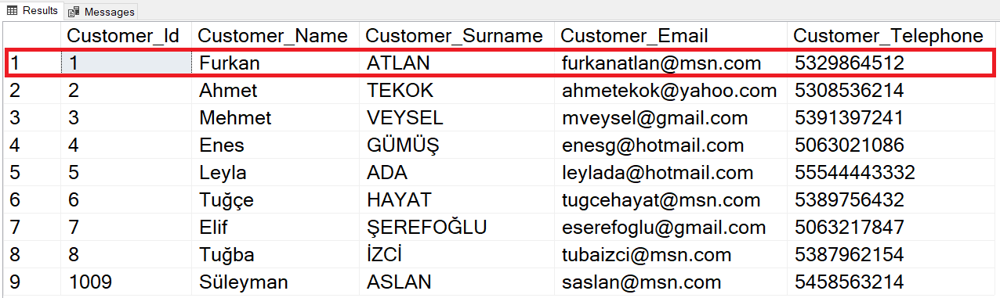 Results Messages
Customer_Id Customer_Name Customer_Surname Customer_Email Customer_Telephone
1 1 Furkan ATLAN furkanatlan@msn.com 5329864512
2 2 Ahmet TEKOK ahmetekok@yahoo.com 5308536214
3 3 Mehmet VEYSEL mveysel@gmail.com 5391397241
4 4 Enes GÜMÜŞ enesg@hotmail.com 5063021086
5 5 Leyla ADA leylada@hotmail.com 55544443332
6 6 Tuğçe HAYAT tugcehayat@msn.com 5389756432
7 7 Elif ŞEREFOĞLU eserefoglu@gmail.com 5063217847
8 8 Tuğba İZCİ tubaizci@msn.com 5387962154
9 1009 Süleyman ASLAN saslan@msn.com 5458563214